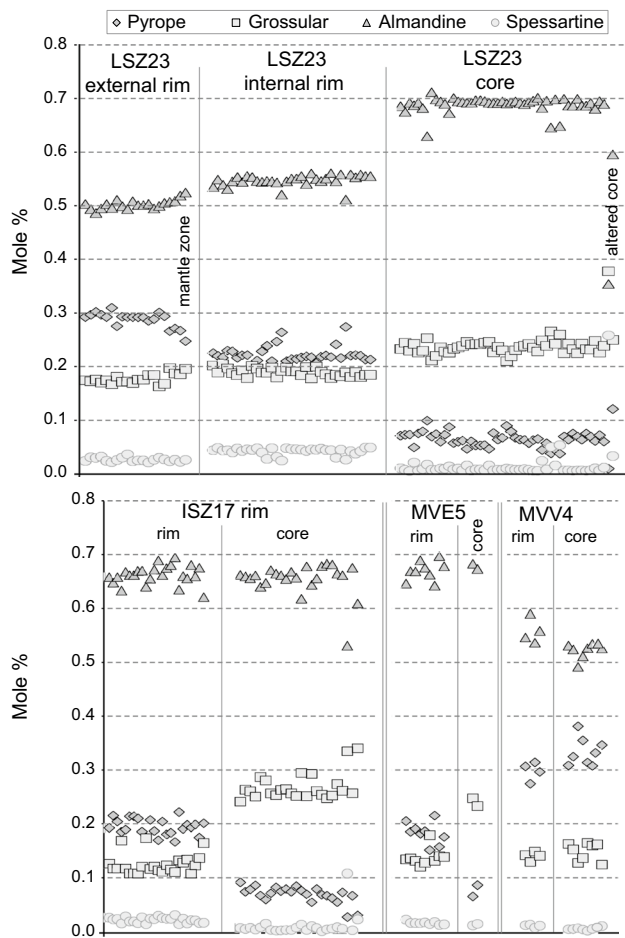 Pyrope Grossular Almandine Spessartine
0.8
LSZ23 external rim
LSZ23 internal rim
LSZ23 core
0.7
0.6
0.5
0.4
0.3
0.2
0.1
0.0
Mole %
mantle zone
altered core
0.8
ISZ17 rim
MVE5
MVV4
rim
core
rim
core
rim
core
0.7
0.6
0.5
0.4
0.3
0.2
0.1
0.0
Mole %